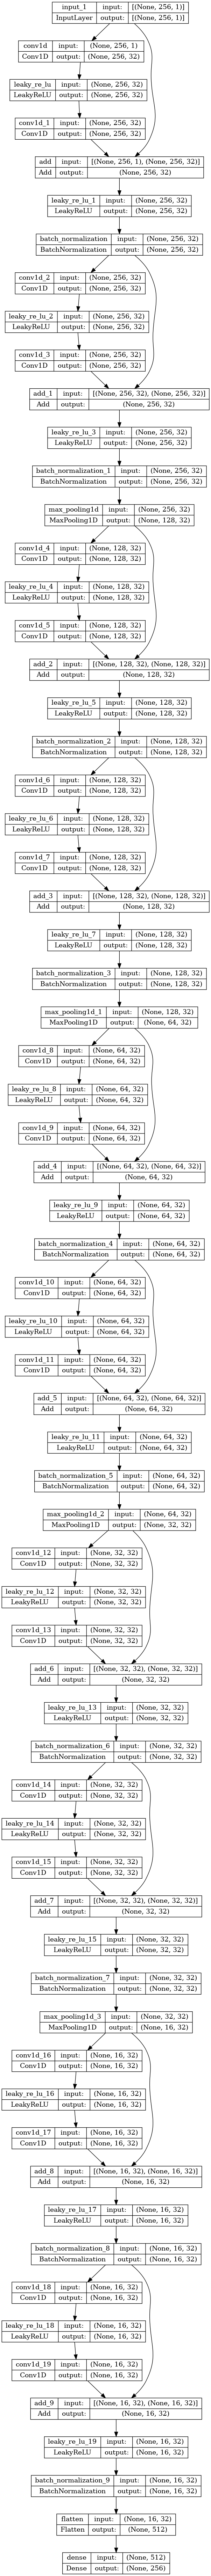 input_1 input: [(None, 256, 1)]
InputLayer output: [(None, 256, 1)]
conv1d input: (None, 256, 1)
Conv1D output: (None, 256, 32)
leaky_re_lu input: (None, 256, 32)
LeakyReLU output: (None, 256, 32)
conv1d_1 input: (None, 256, 32)
Conv1D output: (None, 256, 32)
add input: [(None, 256, 1), (None, 256, 32)]
Add output: (None, 256, 32)
leaky_re_lu_1 input: (None, 256, 32)
LeakyReLU output: (None, 256, 32)
batch_normalization input: (None, 256, 32)
BatchNormalization output: (None, 256, 32)
conv1d_2 input: (None, 256, 32)
Conv1D output: (None, 256, 32)
leaky_re_lu_2 input: (None, 256, 32)
LeakyReLU output: (None, 256, 32)
conv1d_3 input: (None, 256, 32)
Conv1D output: (None, 256, 32)
add_1 input: [(None, 256, 32), (None, 256, 32)]
Add output: (None, 256, 32)
leaky_re_lu_3 input: (None, 256, 32)
LeakyReLU output: (None, 256, 32)
batch_normalization_1 input: (None, 256, 32)
BatchNormalization output: (None, 256, 32)
max_pooling1d input: (None, 256, 32)
MaxPooling1D output: (None, 128, 32)
conv1d_4 input: (None, 128, 32)
Conv1D output: (None, 128, 32)
leaky_re_lu_4 input: (None, 128, 32)
LeakyReLU output: (None, 128, 32)
conv1d_5 input: (None, 128, 32)
Conv1D output: (None, 128, 32)
add_2 input: [(None, 128, 32), (None, 128, 32)]
Add output: (None, 128, 32)
leaky_re_lu_5 input: (None, 128, 32)
LeakyReLU output: (None, 128, 32)
batch_normalization_2 input: (None, 128, 32)
BatchNormalization output: (None, 128, 32)
conv1d_6 input: (None, 128, 32)
Conv1D output: (None, 128, 32)
leaky_re_lu_6 input: (None, 128, 32)
LeakyReLU output: (None, 128, 32)
conv1d_7 input: (None, 128, 32)
Conv1D output: (None, 128, 32)
add_3 input: [(None, 128, 32), (None, 128, 32)]
Add output: (None, 128, 32)
leaky_re_lu_7 input: (None, 128, 32)
LeakyReLU output: (None, 128, 32)
batch_normalization_3 input: (None, 128, 32)
BatchNormalization output: (None, 128, 32)
max_pooling1d_1 input: (None, 128, 32)
MaxPooling1D output: (None, 64, 32)
conv1d_8 input: (None, 64, 32)
Conv1D output: (None, 64, 32)
leaky_re_lu_8 input: (None, 64, 32)
LeakyReLU output: (None, 64, 32)
conv1d_9 input: (None, 64, 32)
Conv1D output: (None, 64, 32)
add_4 input: [(None, 64, 32), (None, 64, 32)]
Add output: (None, 64, 32)
leaky_re_lu_9 input: (None, 64, 32)
LeakyReLU output: (None, 64, 32)
batch_normalization_4 input: (None, 64, 32)
BatchNormalization output: (None, 64, 32)
conv1d_10 input: (None, 64, 32)
Conv1D output: (None, 64, 32)
leaky_re_lu_10 input: (None, 64, 32)
LeakyReLU output: (None, 64, 32)
conv1d_11 input: (None, 64, 32)
Conv1D output: (None, 64, 32)
add_5 input: [(None, 64, 32), (None, 64, 32)]
Add output: (None, 64, 32)
leaky_re_lu_11 input: (None, 64, 32)
LeakyReLU output: (None, 64, 32)
batch_normalization_5 input: (None, 64, 32)
BatchNormalization output: (None, 64, 32)
max_pooling1d_2 input: (None, 64, 32)
MaxPooling1D output: (None, 32, 32)
conv1d_12 input: (None, 32, 32)
Conv1D output: (None, 32, 32)
leaky_re_lu_12 input: (None, 32, 32)
LeakyReLU output: (None, 32, 32)
conv1d_13 input: (None, 32, 32)
Conv1D output: (None, 32, 32)
add_6 input: [(None, 32, 32), (None, 32, 32)]
Add output: (None, 32, 32)
leaky_re_lu_13 input: (None, 32, 32)
LeakyReLU output: (None, 32, 32)
batch_normalization_6 input: (None, 32, 32)
BatchNormalization output: (None, 32, 32)
conv1d_14 input: (None, 32, 32)
Conv1D output: (None, 32, 32)
leaky_re_lu_14 input: (None, 32, 32)
LeakyReLU output: (None, 32, 32)
conv1d_15 input: (None, 32, 32)
Conv1D output: (None, 32, 32)
add_7 input: [(None, 32, 32), (None, 32, 32)]
Add output: (None, 32, 32)
leaky_re_lu_15 input: (None, 32, 32)
LeakyReLU output: (None, 32, 32)
batch_normalization_7 input: (None, 32, 32)
BatchNormalization output: (None, 32, 32)
max_pooling1d_3 input: (None, 32, 32)
MaxPooling1D output: (None, 16, 32)
conv1d_16 input: (None, 16, 32)
Conv1D output: (None, 16, 32)
leaky_re_lu_16 input: (None, 16, 32)
LeakyReLU output: (None, 16, 32)
conv1d_17 input: (None, 16, 32)
Conv1D output: (None, 16, 32)
add_8 input: [(None, 16, 32), (None, 16, 32)]
Add output: (None, 16, 32)
leaky_re_lu_17 input: (None, 16, 32)
LeakyReLU output: (None, 16, 32)
batch_normalization_8 input: (None, 16, 32)
BatchNormalization output: (None, 16, 32)
conv1d_18 input: (None, 16, 32)
Conv1D output: (None, 16, 32)
leaky_re_lu_18 input: (None, 16, 32)
LeakyReLU output: (None, 16, 32)
conv1d_19 input: (None, 16, 32)
Conv1D output: (None, 16, 32)
add_9 input: [(None, 16, 32), (None, 16, 32)]
Add output: (None, 16, 32)
leaky_re_lu_19 input: (None, 16, 32)
LeakyReLU output: (None, 16, 32)
batch_normalization_9 input: (None, 16, 32)
BatchNormalization output: (None, 16, 32)
flatten input: (None, 16, 32)
Flatten output: (None, 512)
dense input: (None, 512)
Dense output: (None, 256)